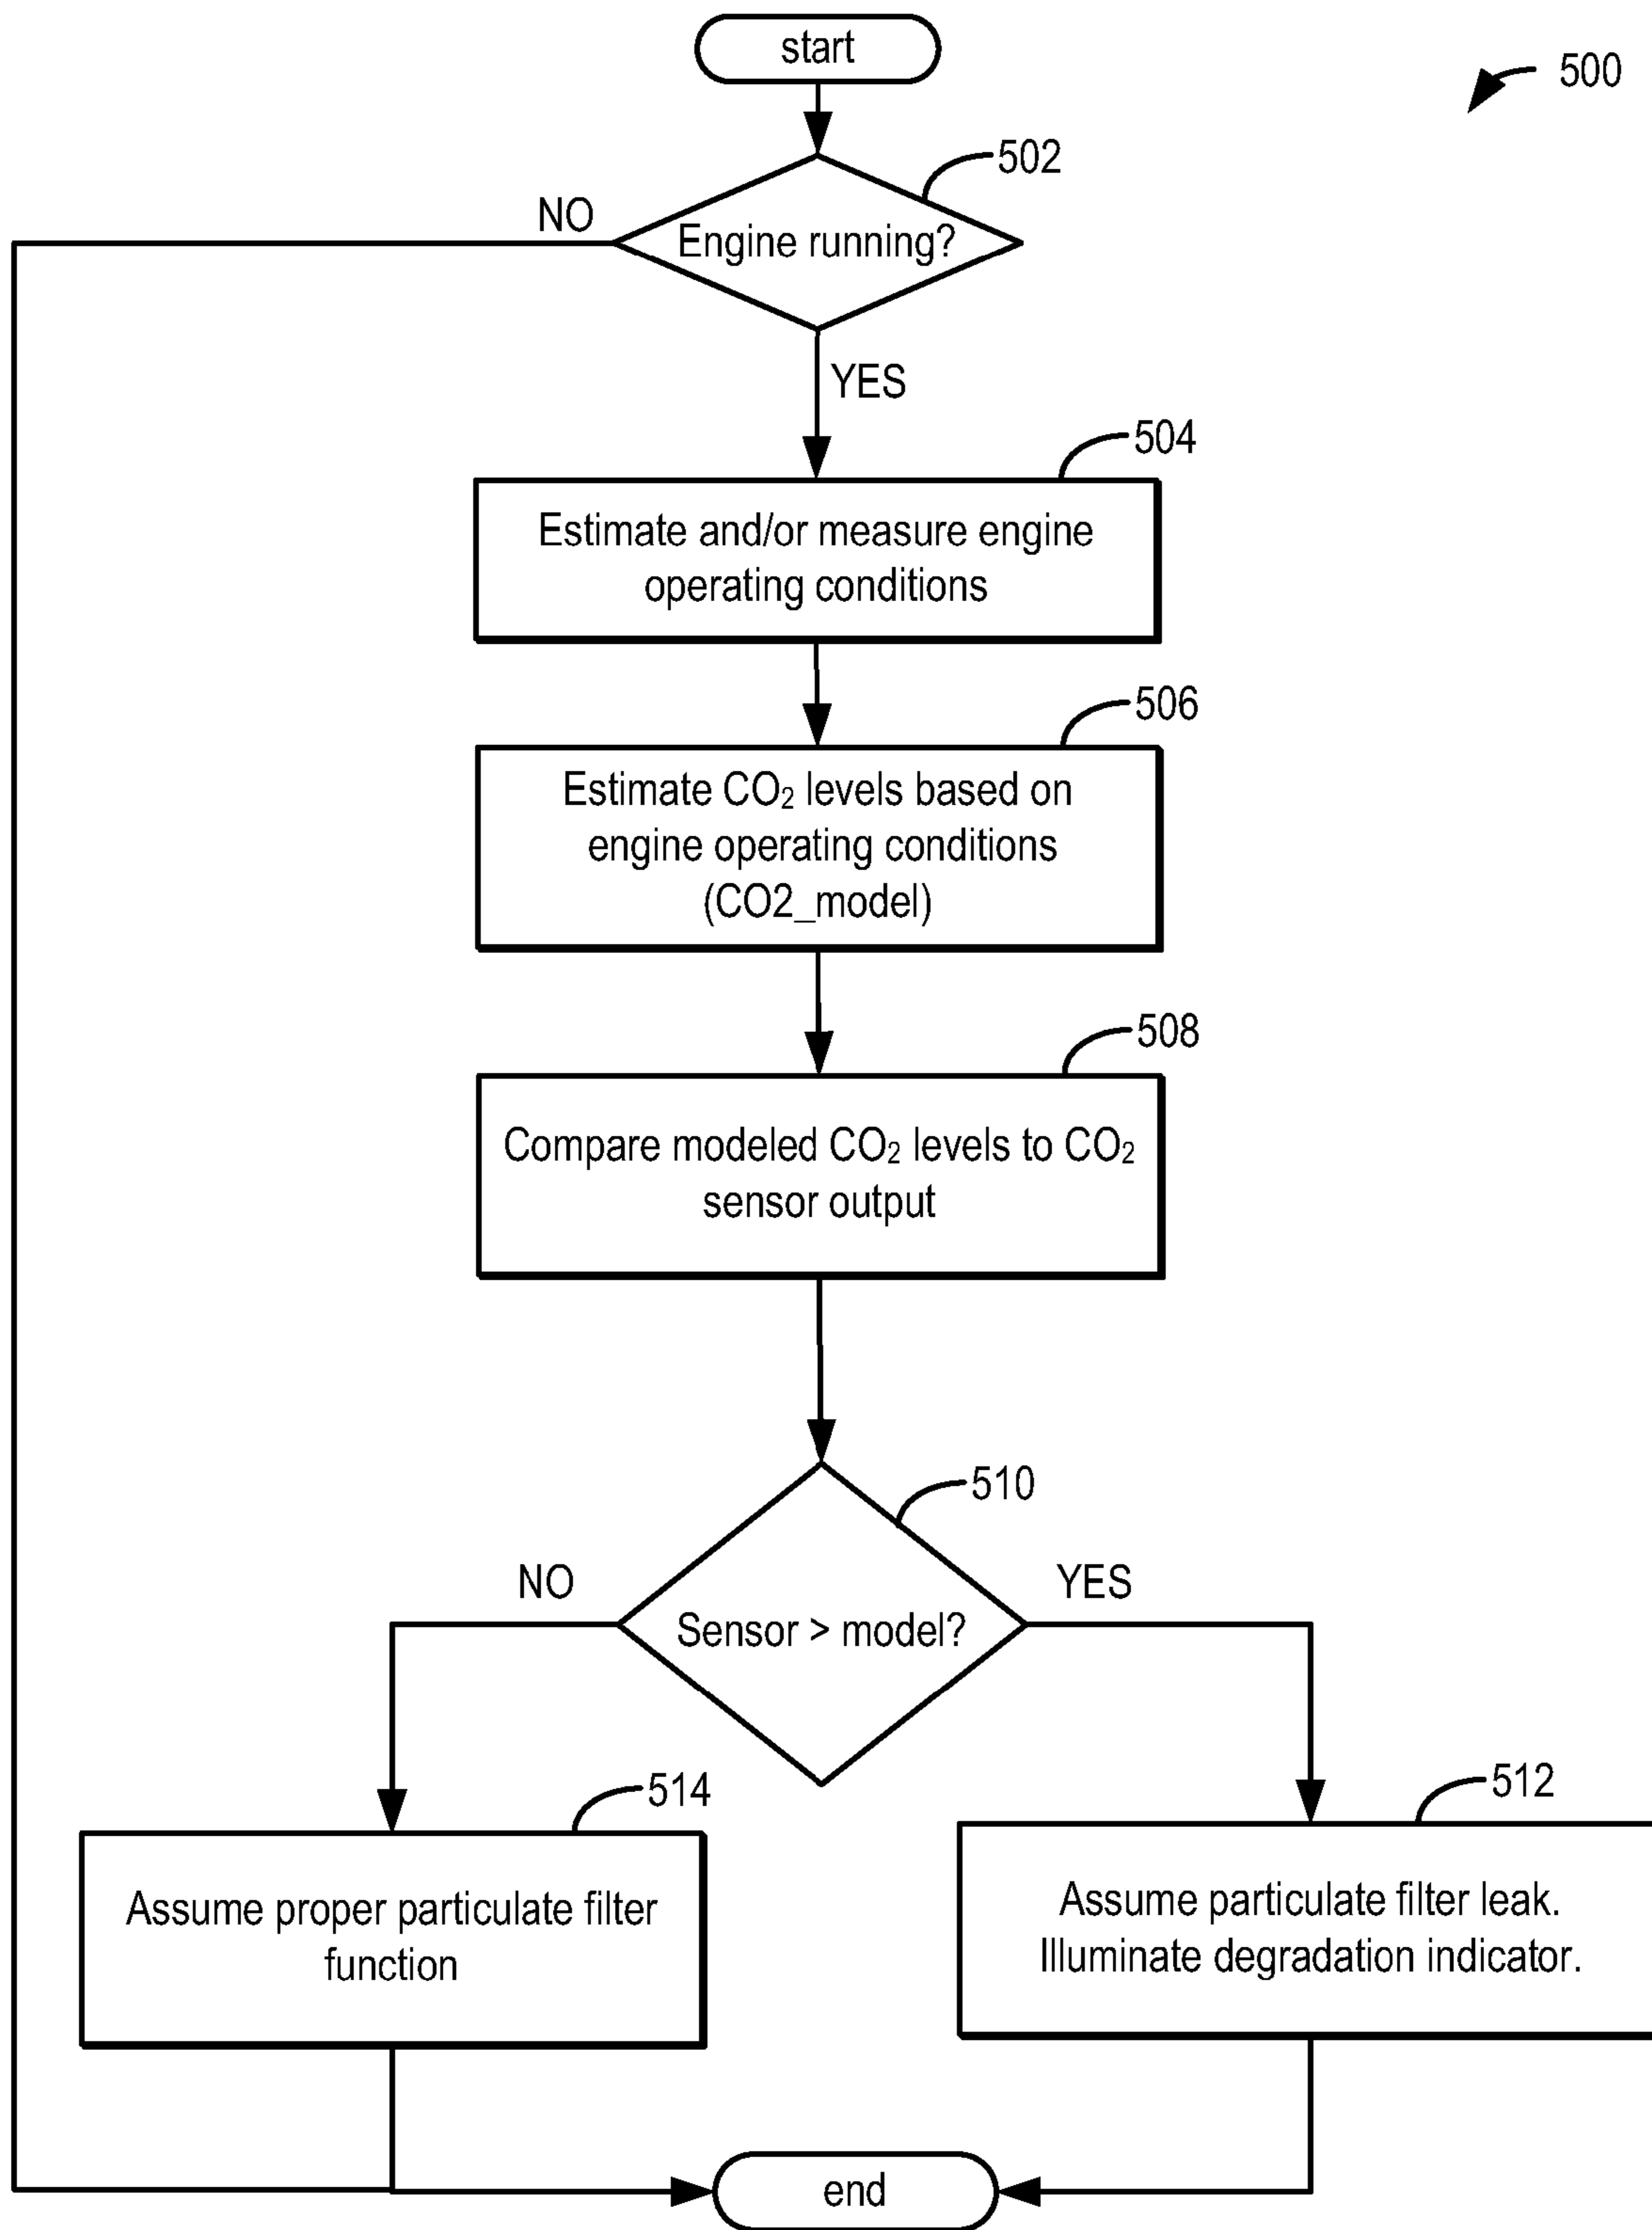 start
500
502
NO
Engine running?
YES
504
Estimate and/or measure engine
operating conditions
506
Estimate CO₂ levels based on
engine operating conditions
(CO2_model)
508
Compare modeled CO₂ levels to CO₂
sensor output
510
NO
YES
Sensor > model?
514
512
Assume proper particulate filter
function
Assume particulate filter leak.
Illuminate degradation indicator.
end